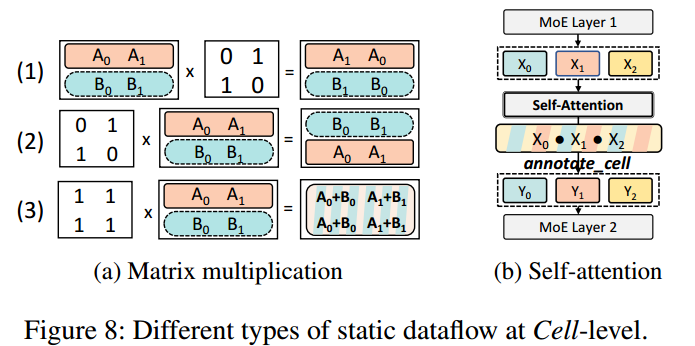 (1) A₀ A₁ x 0 1 = A₁ A₀
B₀ B₁ 1 0 B₁ B₀
(2) 0 1 x A₀ A₁ = B₀ B₁
1 0 B₀ B₁ A₀ A₁
(3) 1 1 x A₀ A₁ = A₀+B₀ A₁+B₁
1 1 B₀ B₁ A₀+B₀ A₁+B₁
(a) Matrix multiplication
MoE Layer 1
X₀ X₁ X₂
Self-Attention
X₀ • X₁ • X₂
annotate_cell
Y₀ Y₁ Y₂
MoE Layer 2
(b) Self-attention
Figure 8: Different types of static dataflow at Cell-level.